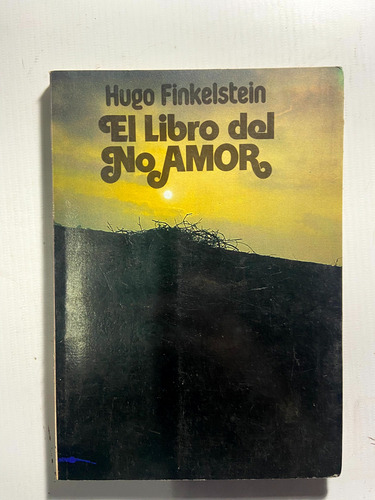 Hugo Finkelstein
El Libro del
No AMOR